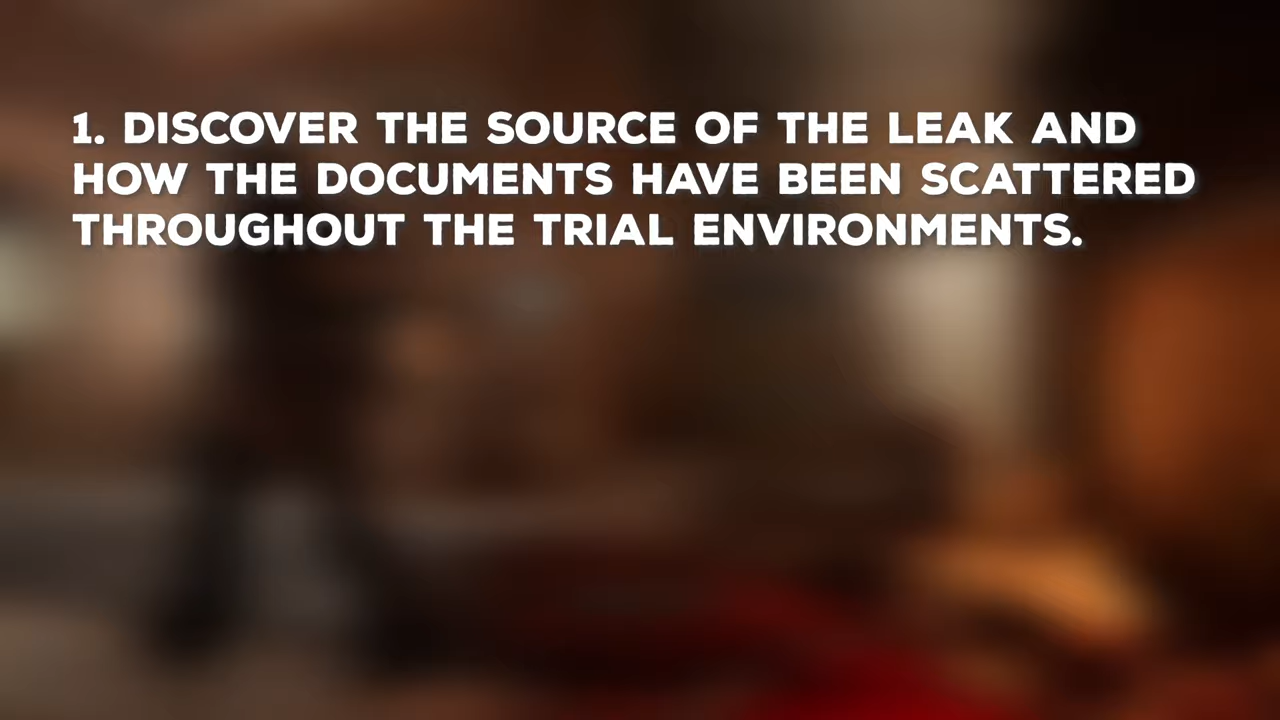 1. DISCOVER THE SOURCE OF THE LEAK AND
HOW THE DOCUMENTS HAVE BEEN SCATTERED
THROUGHOUT THE TRIAL ENVIRONMENTS.